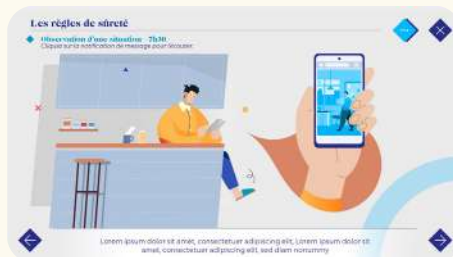 Les règles de sûreté
Observation d'une situation - 7h30
Cliquez sur la notification de message pour l'écouter.
Lorem ipsum dolor sit amet, consectetuer adipiscing elit, Lorem ipsum dolor sit
amet, consectetuer adipiscing elit, sed diam nonummy